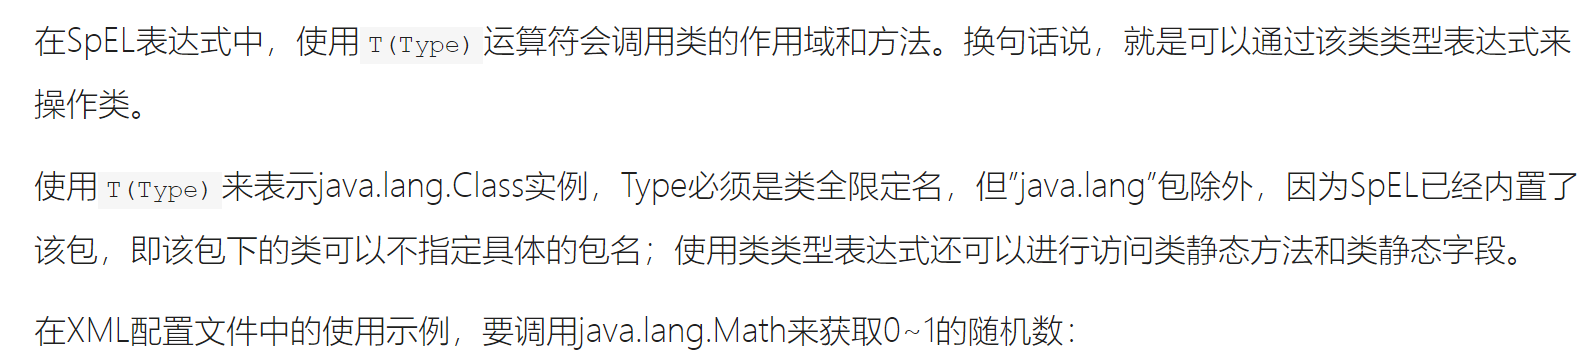 在SpEL表达式中，使用T(Type)运算符会调用类的作用域和方法。换句话说，就是可以通过该类类型表达式来
操作类。
使用T(Type)来表示java.lang.Class实例，Type必须是类全限定名，但”java.lang”包除外，因为SpEL已经内置了
该包，即该包下的类可以不指定具体的包名；使用类类型表达式还可以进行访问类静态方法和类静态字段。
在XML配置文件中的使用示例，要调用java.lang.Math来获取0~1的随机数：